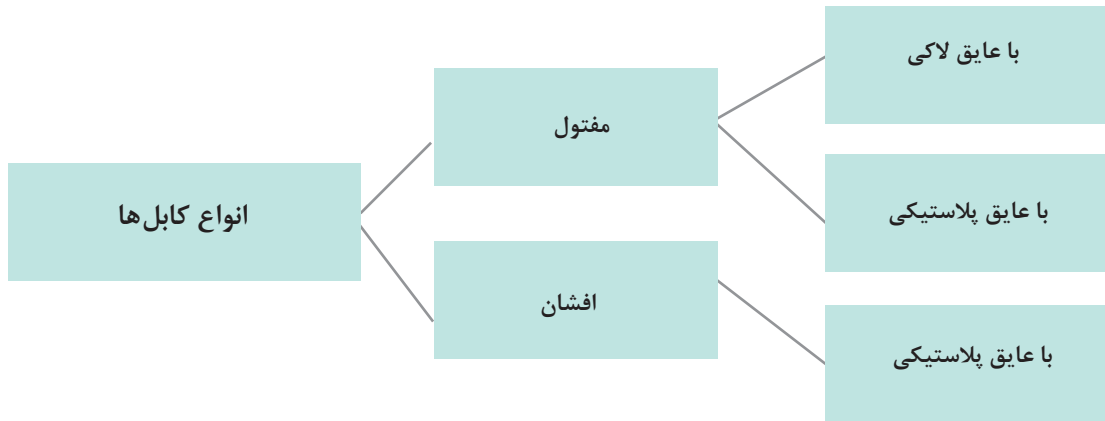 انواع کابل‌ها
مفتول
با عایق لاکی
با عایق پلاستیکی
افشان
با عایق پلاستیکی